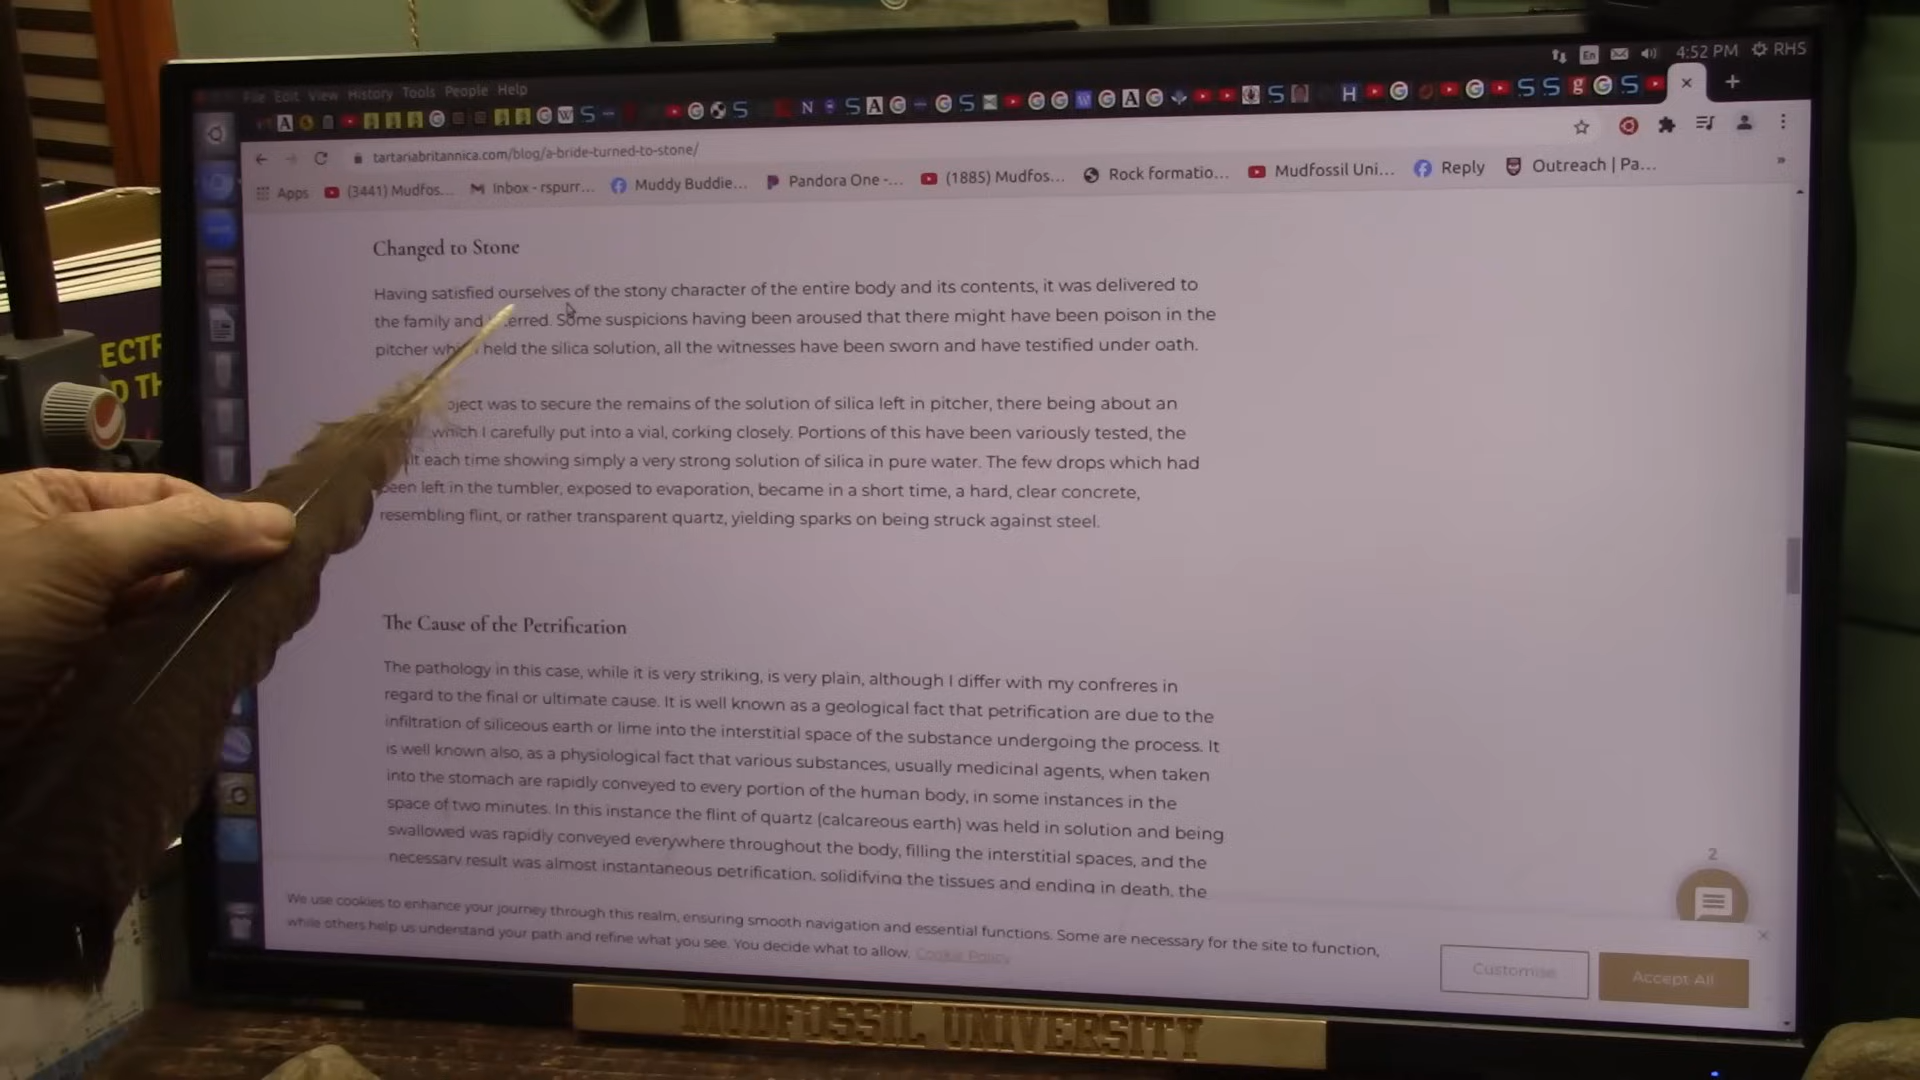 4:52 PM RHS
File Edit View History Tools People Help
tartariabritannica.com/blog/a-bride-turned-to-stone/
Apps (3441) Mudfos... Inbox - rspurr... Muddy Buddie... Pandora One -... (1885) Mudfos... Rock formatio... Mudfossil Uni... Reply Outreach | Pa...
Changed to Stone
Having satisfied ourselves of the stony character of the entire body and its contents, it was delivered to
the family and erred. Some suspicions having been aroused that there might have been poison in the
pitcher held the silica solution, all the witnesses have been sworn and have testified under oath.
ject was to secure the remains of the solution of silica left in pitcher, there being about an
which I carefully put into a vial, corking closely. Portions of this have been variously tested, the
each time showing simply a very strong solution of silica in pure water. The few drops which had
been left in the tumbler, exposed to evaporation, became in a short time, a hard, clear concrete,
resembling flint, or rather transparent quartz, yielding sparks on being struck against steel.
The Cause of the Petrification
The pathology in this case, while it is very striking, is very plain, although I differ with my confreres in
regard to the final or ultimate cause. It is well known as a geological fact that petrification are due to the
infiltration of siliceous earth or lime into the interstitial space of the substance undergoing the process. It
is well known also, as a physiological fact that various substances, usually medicinal agents, when taken
into the stomach are rapidly conveyed to every portion of the human body, in some instances in the
space of two minutes. In this instance the flint of quartz (calcareous earth) was held in solution and being
swallowed was rapidly conveyed everywhere throughout the body, filling the interstitial spaces, and the
necessary result was almost instantaneous petrification, solidifying the tissues and ending in death, the
2
We use cookies to enhance your journey through this realm, ensuring smooth navigation and essential functions. Some are necessary for the site to function,
while others help us understand your path and refine what you see. You decide what to allow. Cookie Policy
Customise
Accept All
MUDFOSSIL UNIVERSITY